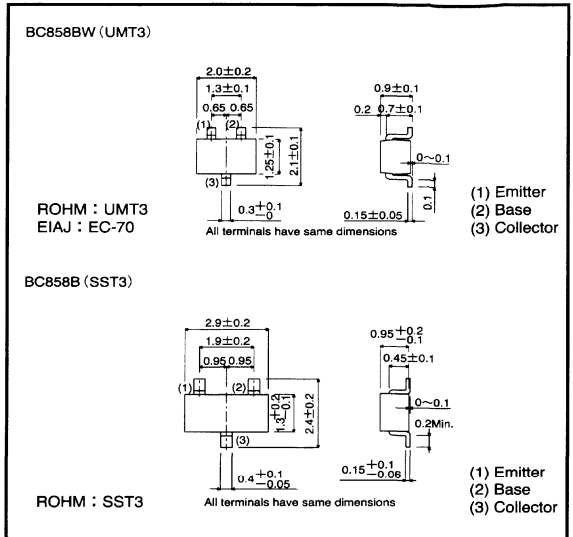 BC858BW (UMT3)
2.0±0.2
1.3±0.1
0.65 0.65
(1) (2)
(3)
1.25±0.1
2.1±0.1
0.3 +0.1 −0
All terminals have same dimensions
0.9±0.1
0.2 0.7±0.1
0~0.1
0.1
0.15±0.05
ROHM : UMT3
EIAJ : EC-70
(1) Emitter
(2) Base
(3) Collector
BC858B (SST3)
2.9±0.2
1.9±0.2
0.95 0.95
(1) (2)
(3)
1.3 +0.2 −0.1
2.4±0.2
0.4 +0.1 −0.05
All terminals have same dimensions
0.95 +0.2 −0.1
0.45±0.1
0~0.1
0.2Min.
0.15 +0.1 −0.06
ROHM : SST3
(1) Emitter
(2) Base
(3) Collector